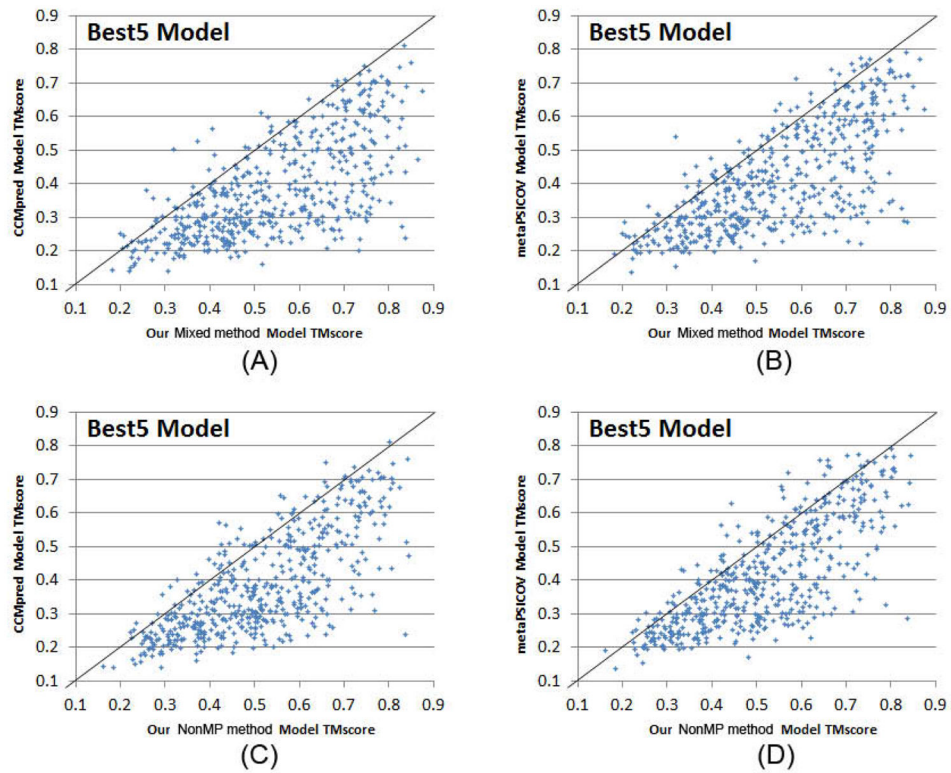 Best5 Model
CCMpred Model TMscore
0.9
0.8
0.7
0.6
0.5
0.4
0.3
0.2
0.1
0.1 0.2 0.3 0.4 0.5 0.6 0.7 0.8 0.9
Our Mixed method Model TMscore
(A)
Best5 Model
metaPSICOV Model TMscore
0.9
0.8
0.7
0.6
0.5
0.4
0.3
0.2
0.1
0.1 0.2 0.3 0.4 0.5 0.6 0.7 0.8 0.9
Our Mixed method Model TMscore
(B)
Best5 Model
CCMpred Model TMscore
0.9
0.8
0.7
0.6
0.5
0.4
0.3
0.2
0.1
0.1 0.2 0.3 0.4 0.5 0.6 0.7 0.8 0.9
Our NonMP method Model TMscore
(C)
Best5 Model
metaPSICOV Model TMscore
0.9
0.8
0.7
0.6
0.5
0.4
0.3
0.2
0.1
0.1 0.2 0.3 0.4 0.5 0.6 0.7 0.8 0.9
Our NonMP method Model TMscore
(D)